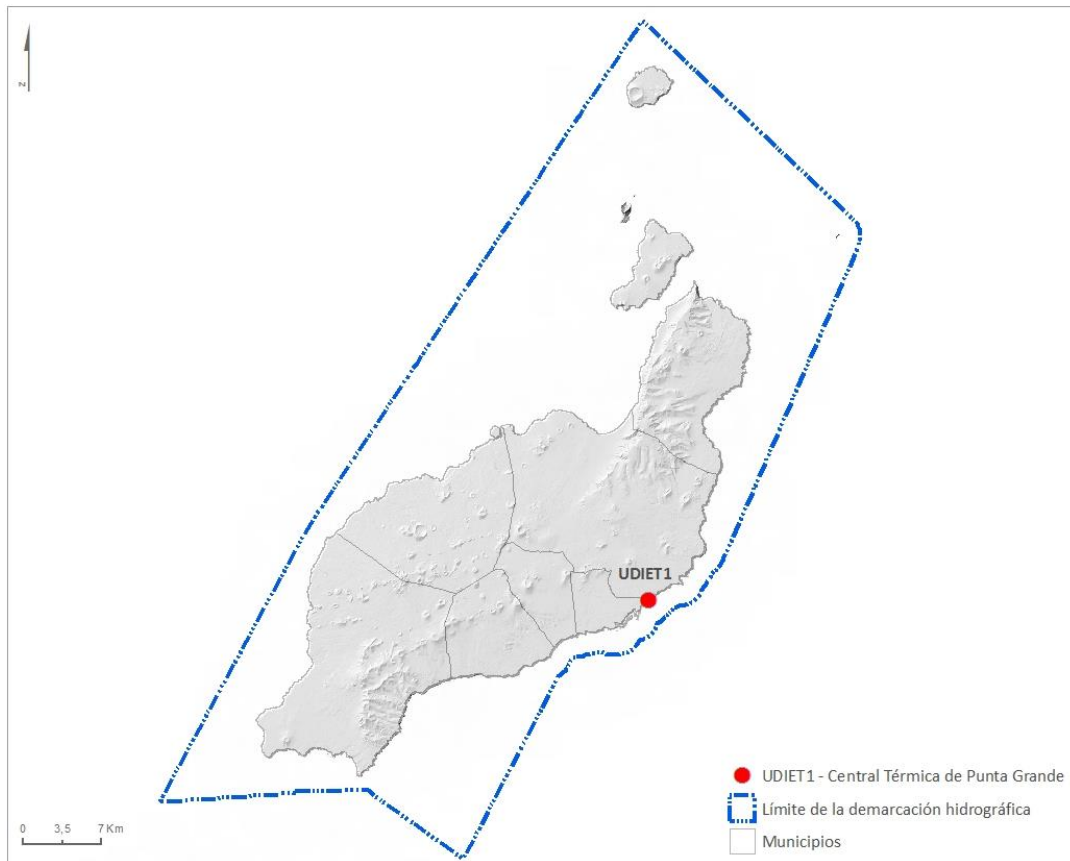 N
UDIET1
UDIET1 - Central Térmica de Punta Grande
Límite de la demarcación hidrográfica
Municipios
0 3,5 7 Km